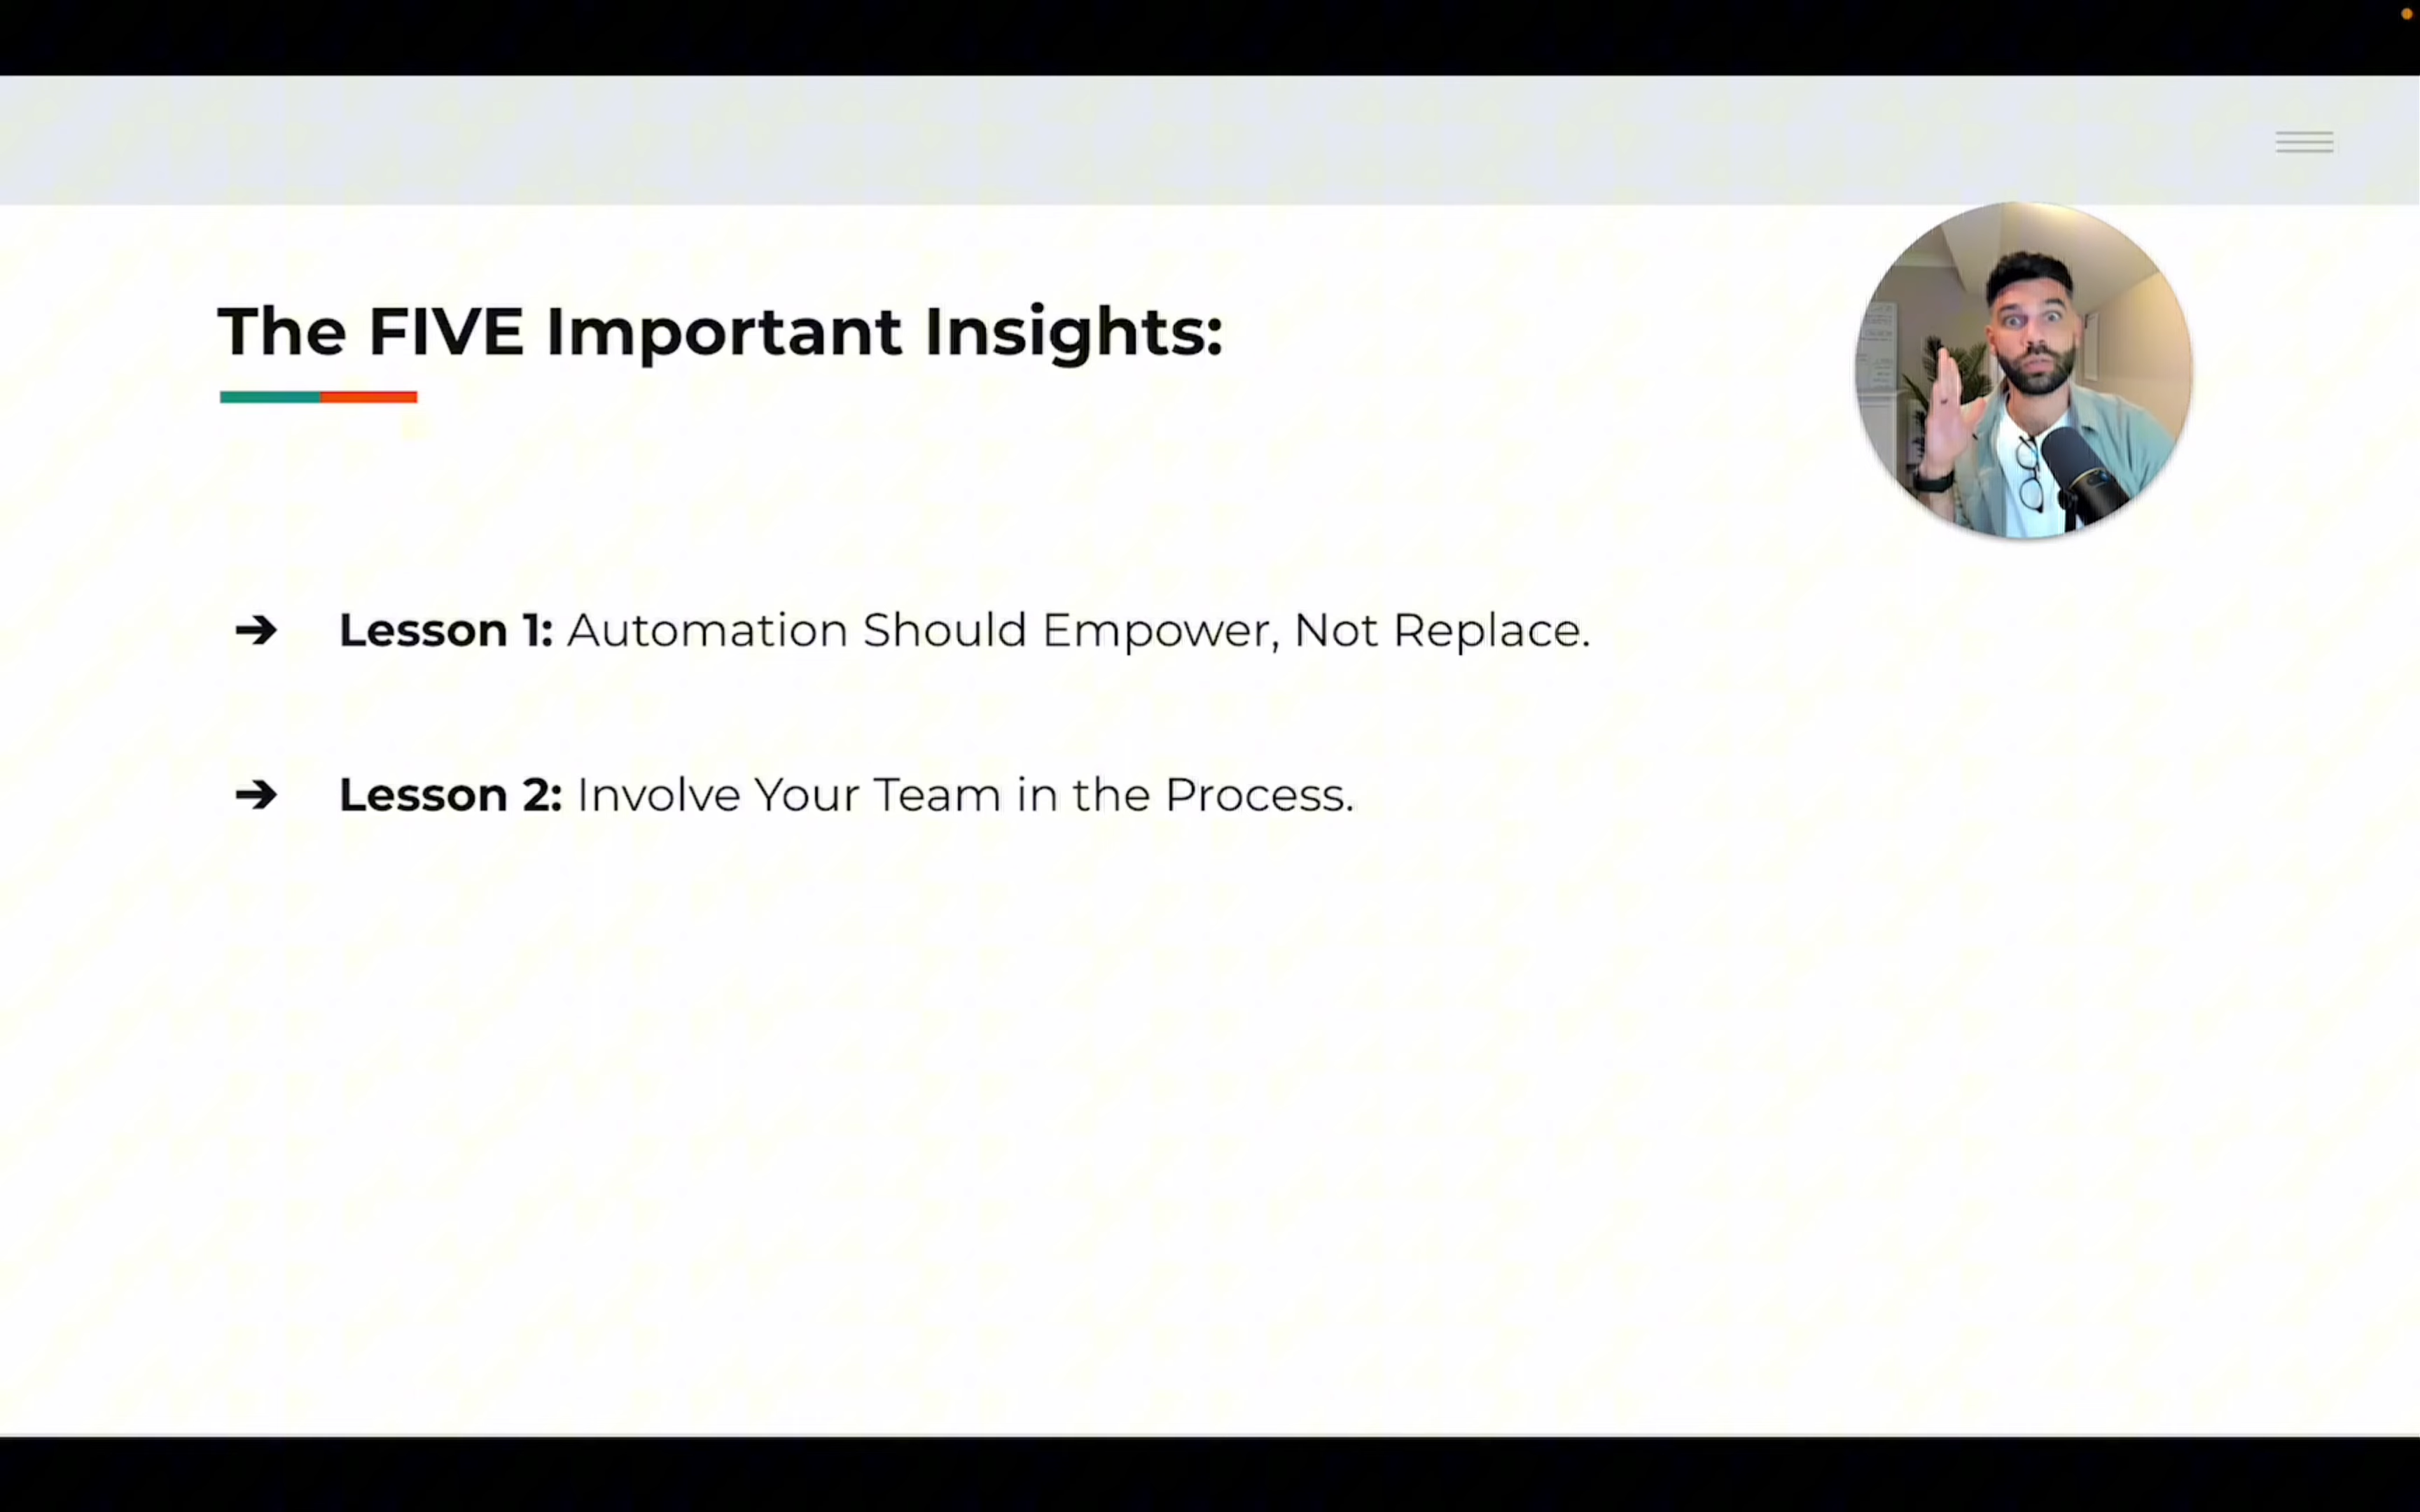 The FIVE Important Insights:
➔ Lesson 1: Automation Should Empower, Not Replace.
➔ Lesson 2: Involve Your Team in the Process.